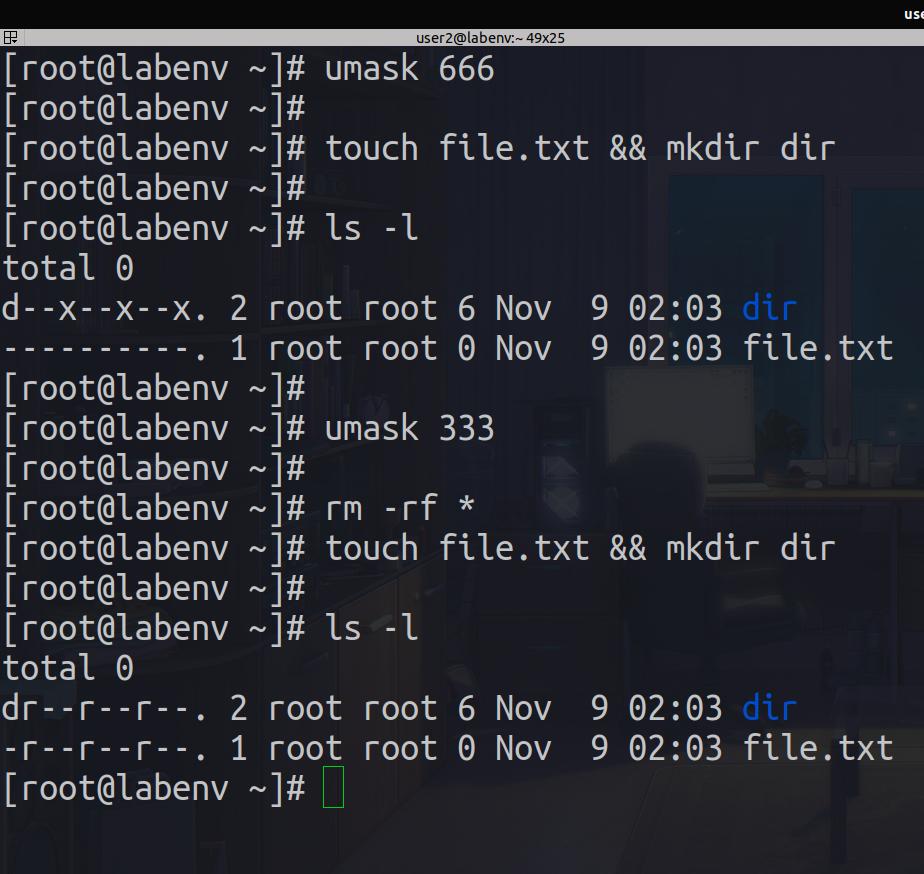 use
user2@labenv:~ 49x25
[root@labenv ~]# umask 666
[root@labenv ~]#
[root@labenv ~]# touch file.txt && mkdir dir
[root@labenv ~]#
[root@labenv ~]# ls -l
total 0
d--x--x--x. 2 root root 6 Nov  9 02:03 dir
----------. 1 root root 0 Nov  9 02:03 file.txt
[root@labenv ~]#
[root@labenv ~]# umask 333
[root@labenv ~]#
[root@labenv ~]# rm -rf *
[root@labenv ~]# touch file.txt && mkdir dir
[root@labenv ~]#
[root@labenv ~]# ls -l
total 0
dr--r--r--. 2 root root 6 Nov  9 02:03 dir
-r--r--r--. 1 root root 0 Nov  9 02:03 file.txt
[root@labenv ~]#